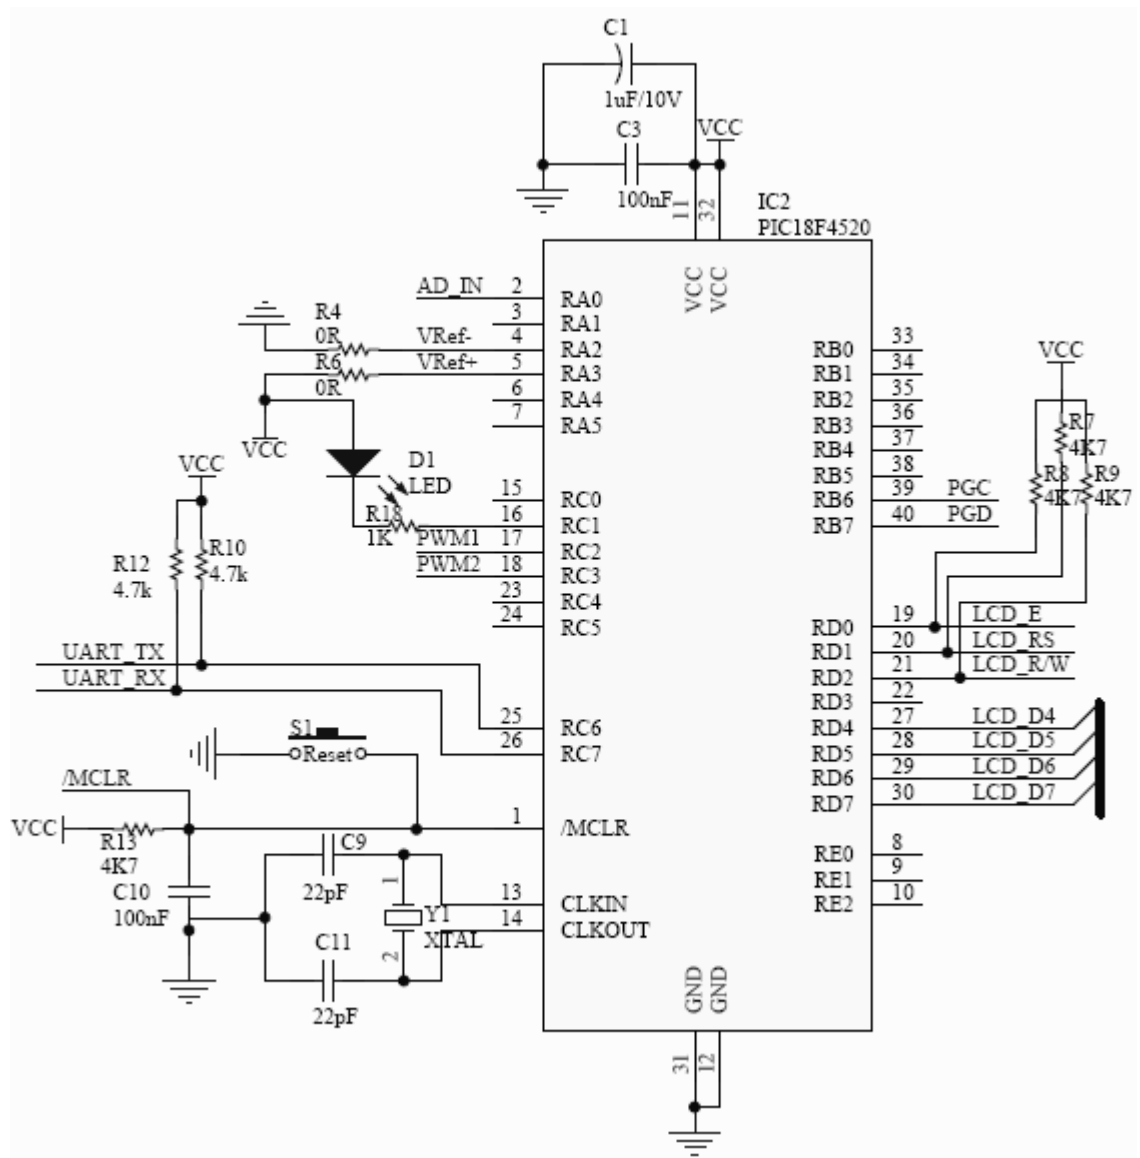 C1
1uF/10V
C3
VCC
100nF
11
32
IC2
PIC18F4520
VCC
VCC
AD_IN 2 RA0
3 RA1
R4
0R
VRef- 4 RA2
R6
0R
VRef+ 5 RA3
6 RA4
7 RA5
VCC
VCC
D1
LED
15 RC0
R18
1K
16 RC1
PWM1 17 RC2
PWM2 18 RC3
23 RC4
24 RC5
R12
4.7k
R10
4.7k
UART_TX
UART_RX
25 RC6
26 RC7
S1
Reset
/MCLR
VCC
R13
4K7
1 /MCLR
C10
100nF
C9
22pF
1
Y1
XTAL
2
C11
22pF
13 CLKIN
14 CLKOUT
RB0 33
RB1 34
RB2 35
RB3 36
RB4 37
RB5 38
RB6 39 PGC
RB7 40 PGD
VCC
R7
4K7
R8
4K7
R9
4K7
RD0 19 LCD_E
RD1 20 LCD_RS
RD2 21 LCD_R/W
RD3 22
RD4 27 LCD_D4
RD5 28 LCD_D5
RD6 29 LCD_D6
RD7 30 LCD_D7
RE0 8
RE1 9
RE2 10
GND
GND
31
12